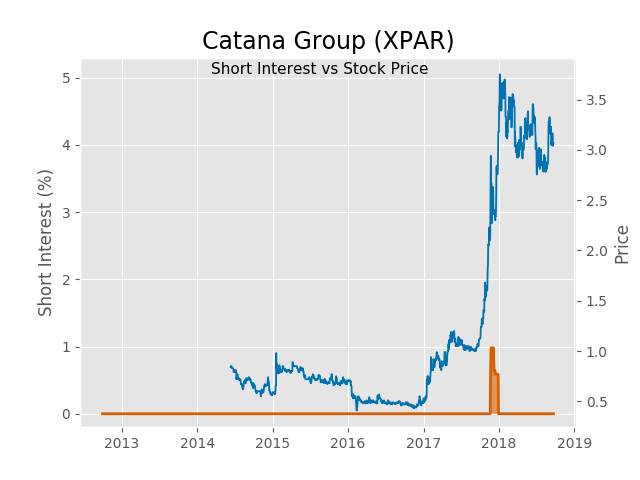 Catana Group (XPAR)
Short Interest vs Stock Price
Short Interest (%)
5
4
3
2
1
0
3.5
3.0
2.5
2.0
1.5
1.0
0.5
Price
2013 2014 2015 2016 2017 2018 2019